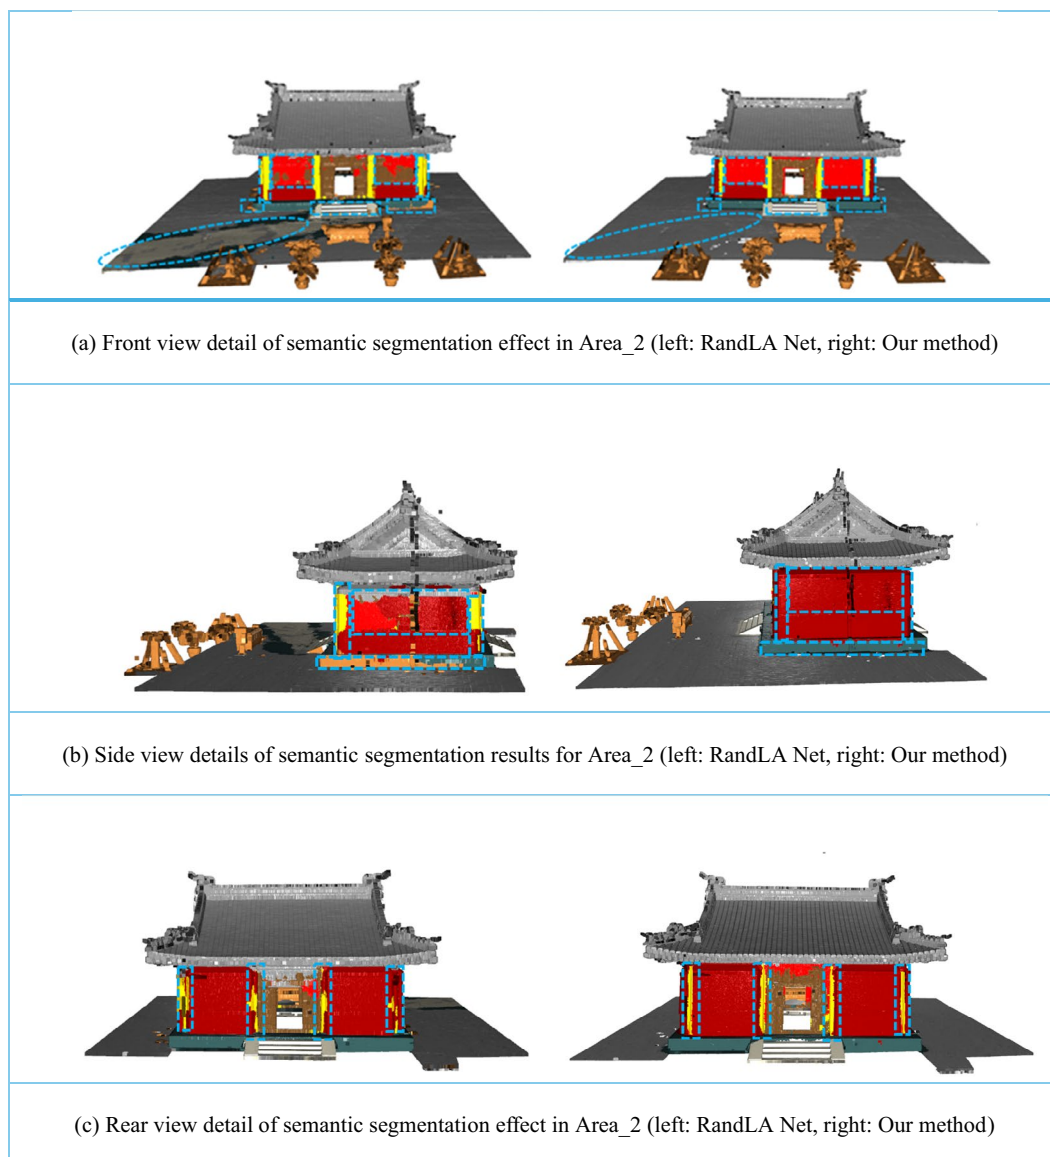 (a) Front view detail of semantic segmentation effect in Area_2 (left: RandLA Net, right: Our method)
(b) Side view details of semantic segmentation results for Area_2 (left: RandLA Net, right: Our method)
(c) Rear view detail of semantic segmentation effect in Area_2 (left: RandLA Net, right: Our method)